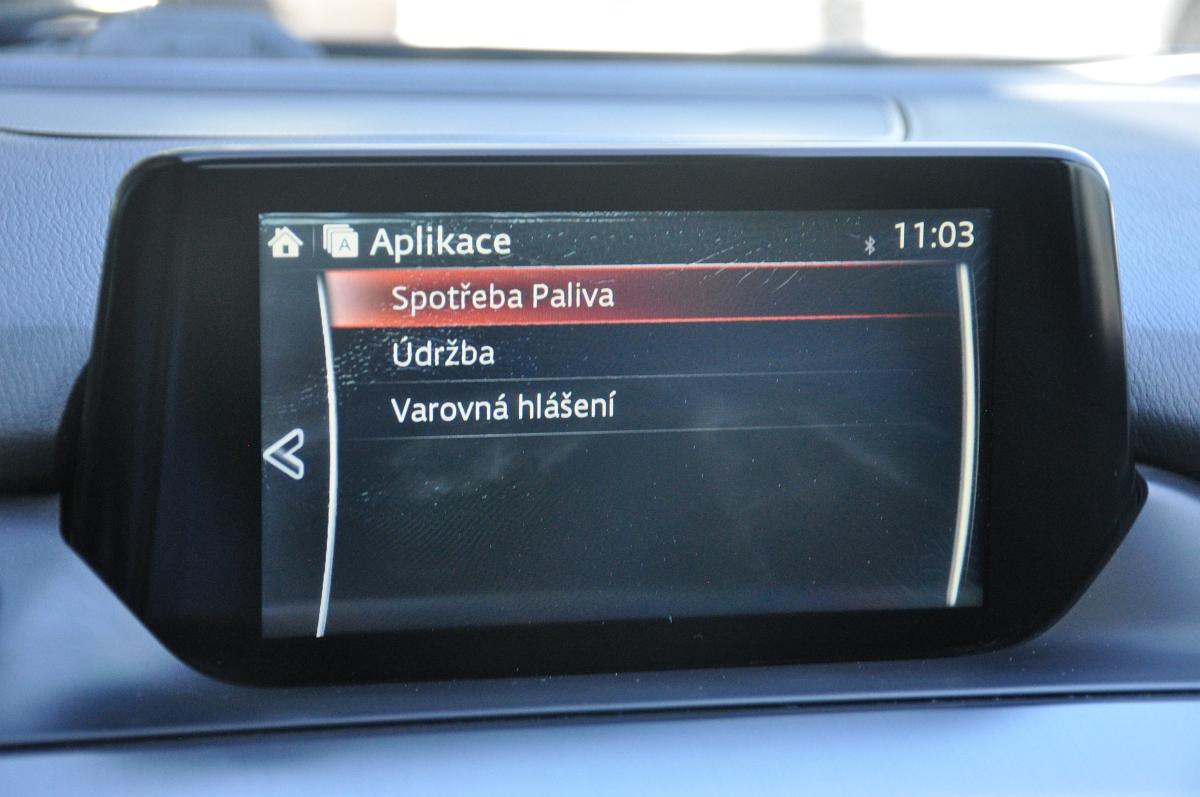 A Aplikace 11:03
Spotřeba Paliva
Údržba
Varovná hlášení